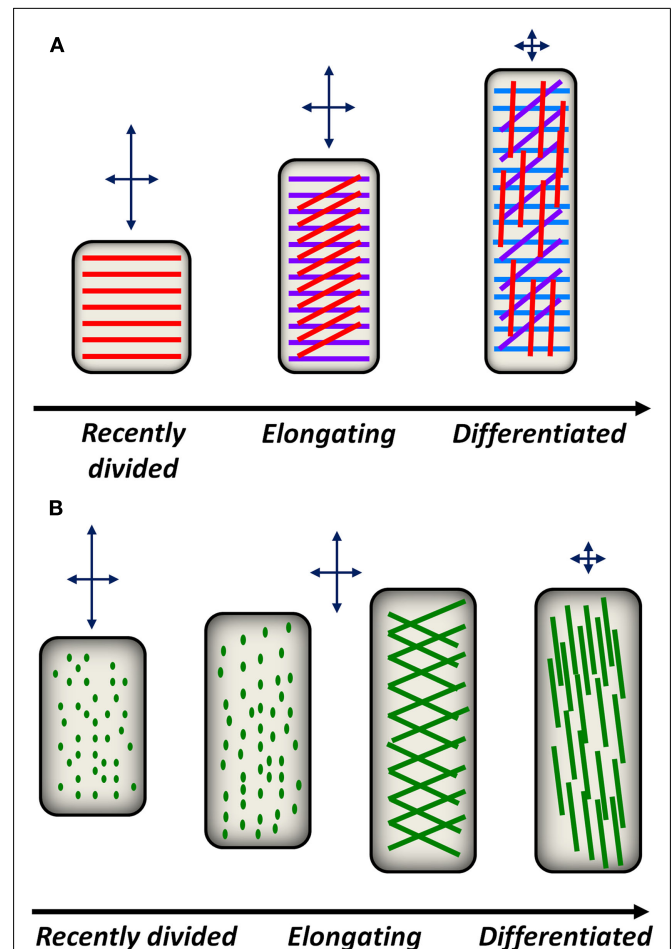 A
Recently
divided
Elongating
Differentiated
B
Recently divided
Elongating
Differentiated